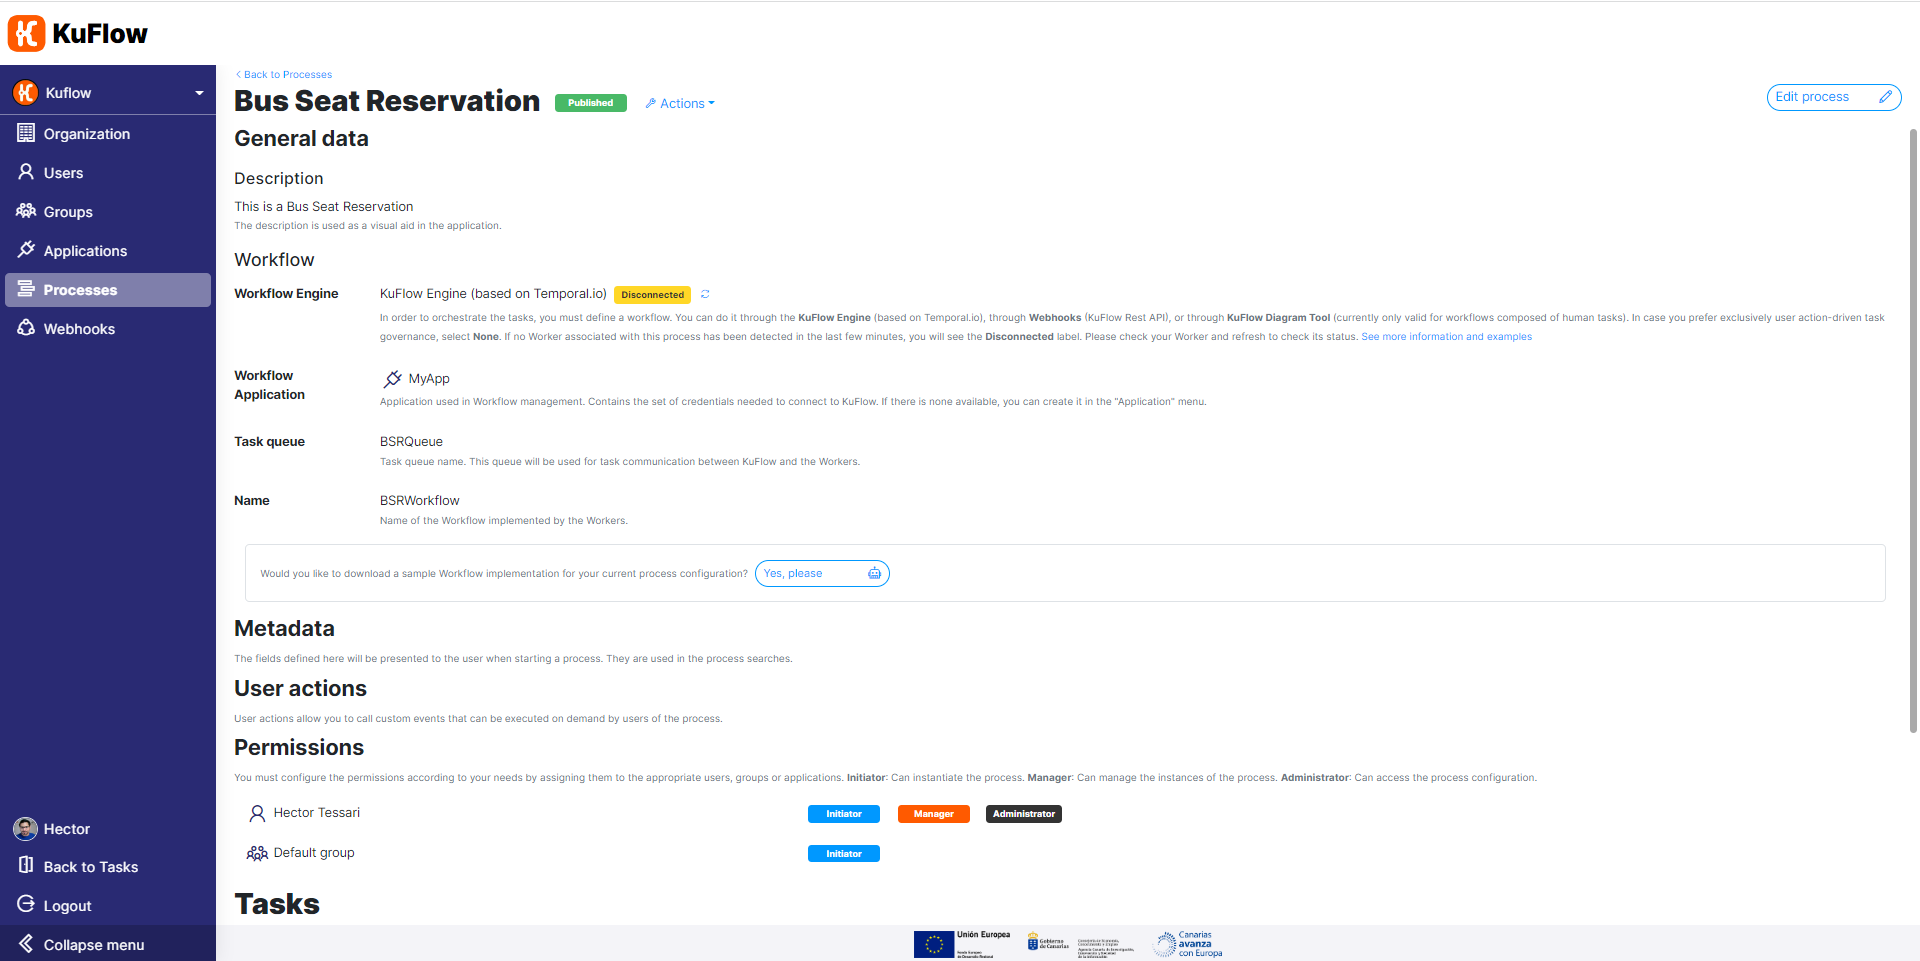 KuFlow
Kuflow
Organization
Users
Groups
Applications
Processes
Webhooks
Hector
Back to Tasks
Logout
Collapse menu
Back to Processes
Bus Seat Reservation Published Actions
Edit process
General data
Description
This is a Bus Seat Reservation
The description is used as a visual aid in the application.
Workflow
Workflow Engine KuFlow Engine (based on Temporal.io) Disconnected
In order to orchestrate the tasks, you must define a workflow. You can do it through the KuFlow Engine (based on Temporal.io), through Webhooks (KuFlow Rest API), or through KuFlow Diagram Tool (currently only valid for workflows composed of human tasks). In case you prefer exclusively user action-driven task
governance, select None. If no Worker associated with this process has been detected in the last few minutes, you will see the Disconnected label. Please check your Worker and refresh to check its status. See more information and examples
Workflow
Application
MyApp
Application used in Workflow management. Contains the set of credentials needed to connect to KuFlow. If there is none available, you can create it in the "Application" menu.
Task queue BSRQueue
Task queue name. This queue will be used for task communication between KuFlow and the Workers.
Name BSRWorkflow
Name of the Workflow implemented by the Workers.
Would you like to download a sample Workflow implementation for your current process configuration? Yes, please
Metadata
The fields defined here will be presented to the user when starting a process. They are used in the process searches.
User actions
User actions allow you to call custom events that can be executed on demand by users of the process.
Permissions
You must configure the permissions according to your needs by assigning them to the appropriate users, groups or applications. Initiator: Can instantiate the process. Manager: Can manage the instances of the process. Administrator: Can access the process configuration.
Hector Tessari Initiator Manager Administrator
Default group Initiator
Tasks
Unión Europea
Gobierno
de Canarias
Canarias
avanza
con Europa